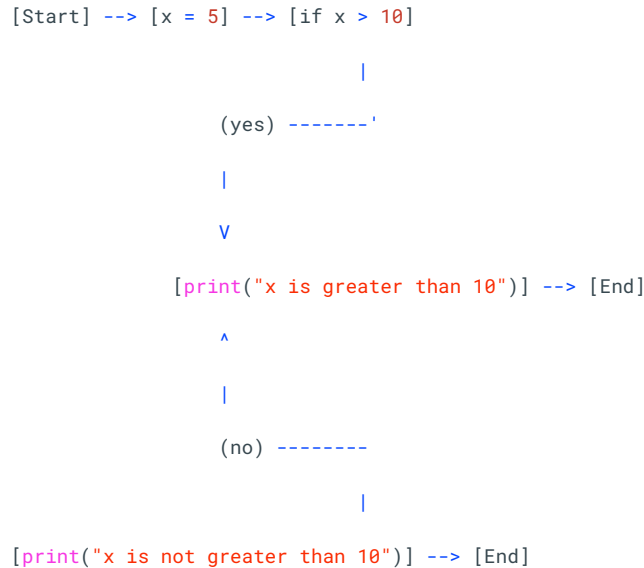 [Start] --> [x = 5] --> [if x > 10]
|
(yes) -------'
|
V
[print("x is greater than 10")] --> [End]
^
|
(no) --------
|
[print("x is not greater than 10")] --> [End]